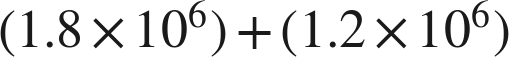 (1.8 × 10⁶) + (1.2 × 10⁶)